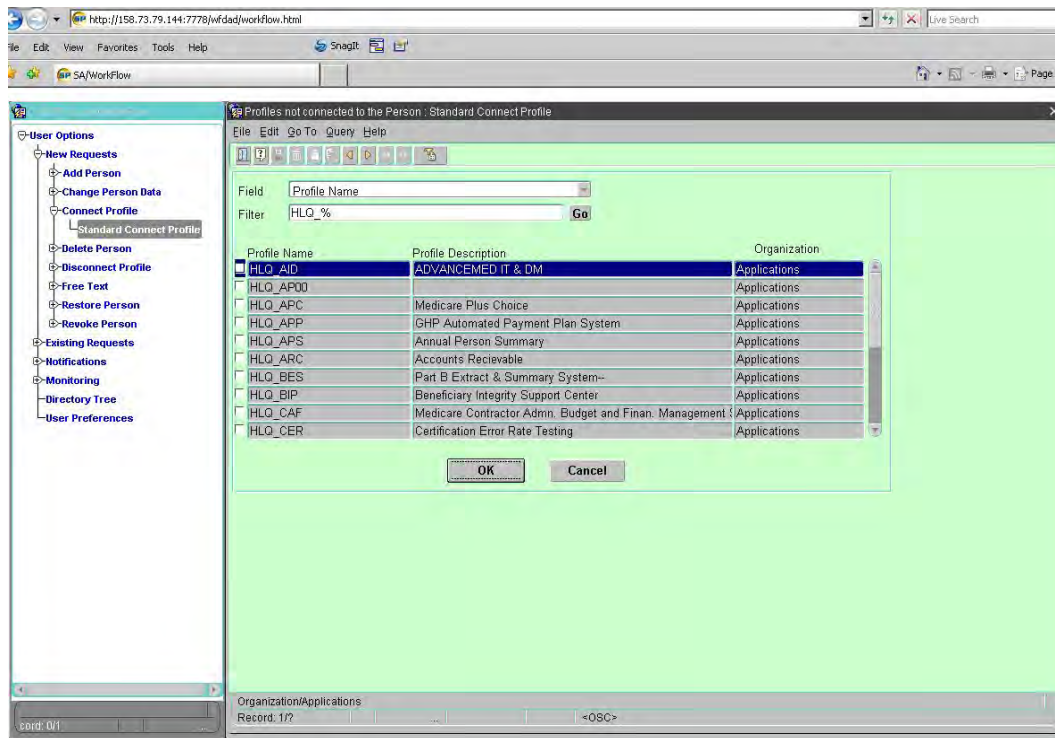 http://158.73.79.144:7778/wfdad/workflow.html
Live Search
File Edit View Favorites Tools Help
SnagIt
SA/WorkFlow
Page
Profiles not connected to the Person : Standard Connect Profile
File Edit Go To Query Help
User Options
New Requests
Add Person
Change Person Data
Connect Profile
Standard Connect Profile
Delete Person
Disconnect Profile
Free Text
Restore Person
Revoke Person
Existing Requests
Notifications
Monitoring
Directory Tree
User Preferences
Field Profile Name
Filter HLQ_% Go
Profile Name Profile Description Organization
HLQ_AID ADVANCEMED IT & DM Applications
HLQ_AP00 Applications
HLQ_APC Medicare Plus Choice Applications
HLQ_APP GHP Automated Payment Plan System Applications
HLQ_APS Annual Person Summary Applications
HLQ_ARC Accounts Recievable Applications
HLQ_BES Part B Extract & Summary System-- Applications
HLQ_BIP Beneficiary Integrity Support Center Applications
HLQ_CAF Medicare Contractor Admn. Budget and Finan. Management Applications
HLQ_CER Certification Error Rate Testing Applications
OK Cancel
Organization/Applications
Record: 1/? ... <OSC>
cord: 0/1 ...